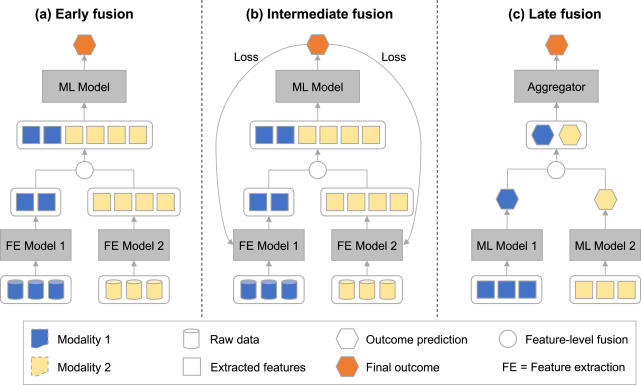 (a) Early fusion
(b) Intermediate fusion
(c) Late fusion
Loss
Loss
ML Model
ML Model
Aggregator
FE Model 1
FE Model 2
FE Model 1
FE Model 2
ML Model 1
ML Model 2
Modality 1
Raw data
Outcome prediction
Feature-level fusion
Modality 2
Extracted features
Final outcome
FE = Feature extraction